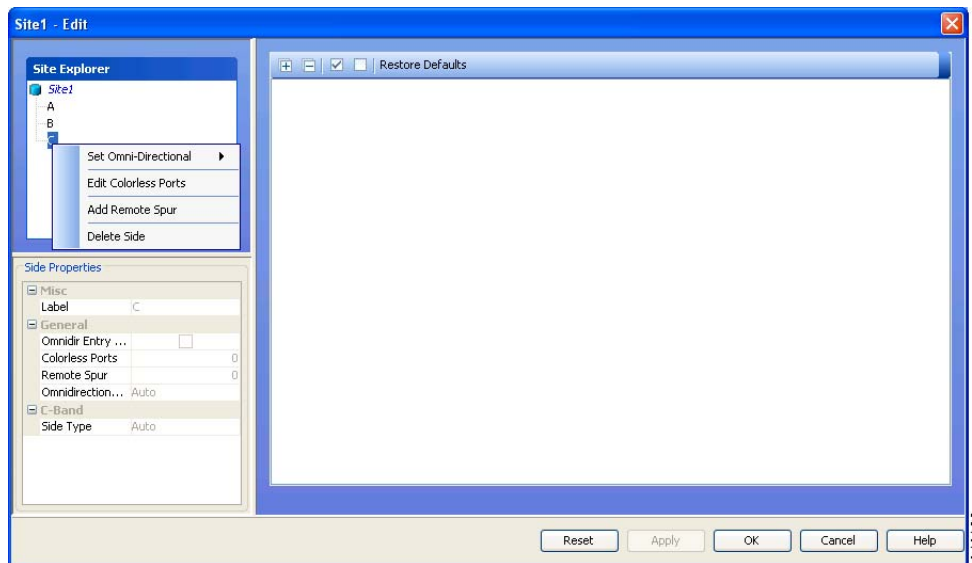 Site1 - Edit
Site Explorer
Site1
A
B
C
Set Omni-Directional
Edit Colorless Ports
Add Remote Spur
Delete Side
Restore Defaults
Side Properties
Misc
Label C
General
Omnidir Entry ...
Colorless Ports 0
Remote Spur 0
Omnidirection... Auto
C-Band
Side Type Auto
Reset Apply OK Cancel Help